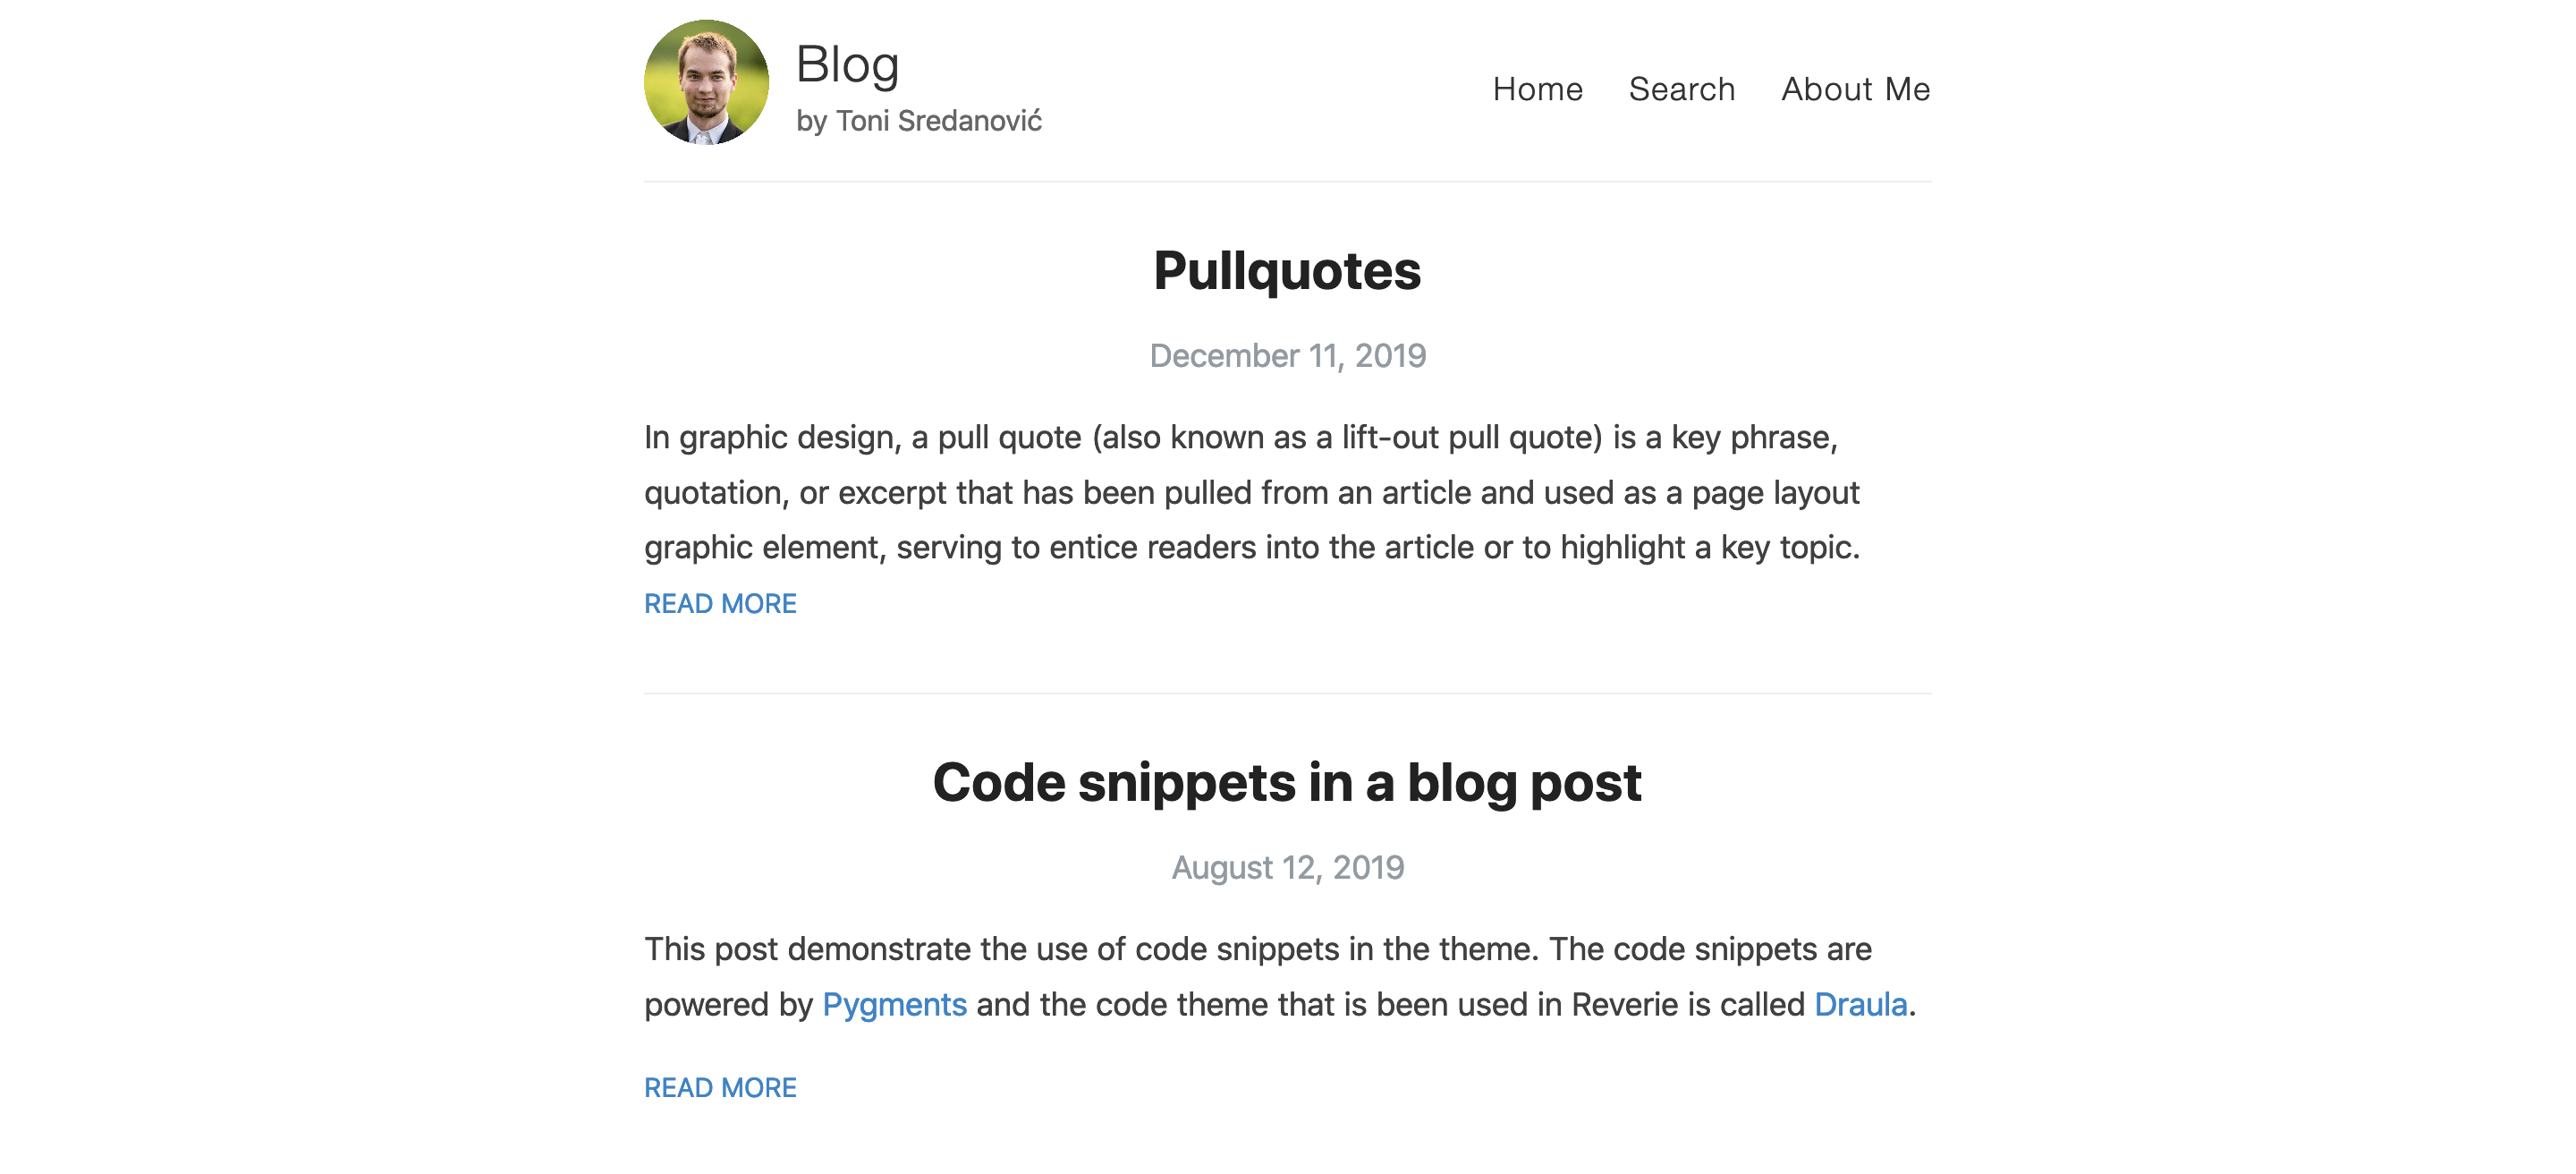 Blog
by Toni Sredanović
Home Search About Me
Pullquotes
December 11, 2019
In graphic design, a pull quote (also known as a lift-out pull quote) is a key phrase,
quotation, or excerpt that has been pulled from an article and used as a page layout
graphic element, serving to entice readers into the article or to highlight a key topic.
READ MORE
Code snippets in a blog post
August 12, 2019
This post demonstrate the use of code snippets in the theme. The code snippets are
powered by Pygments and the code theme that is been used in Reverie is called Draula.
READ MORE